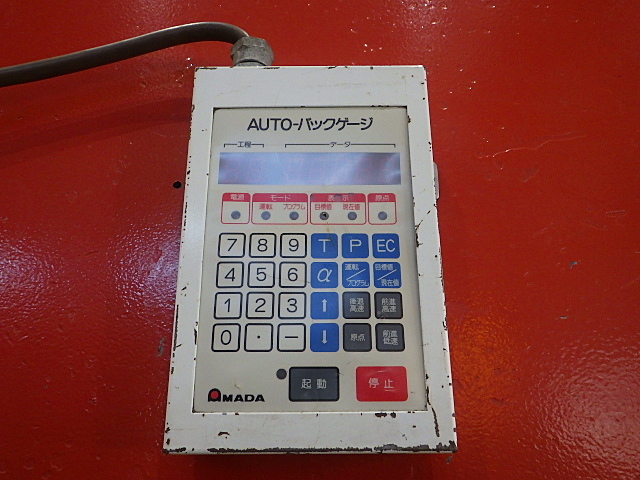 AUTO-バックゲージ
工程 データ
電源 モード 表示 原点
運転 プログラム 目標値 現在値
7 8 9 T P EC
4 5 6 α 運転/プログラム 目標値/現在値
1 2 3 ↑ 後退高速 前進高速
0 · — ↓ 原点 前進低速
起動 停止
AMADA